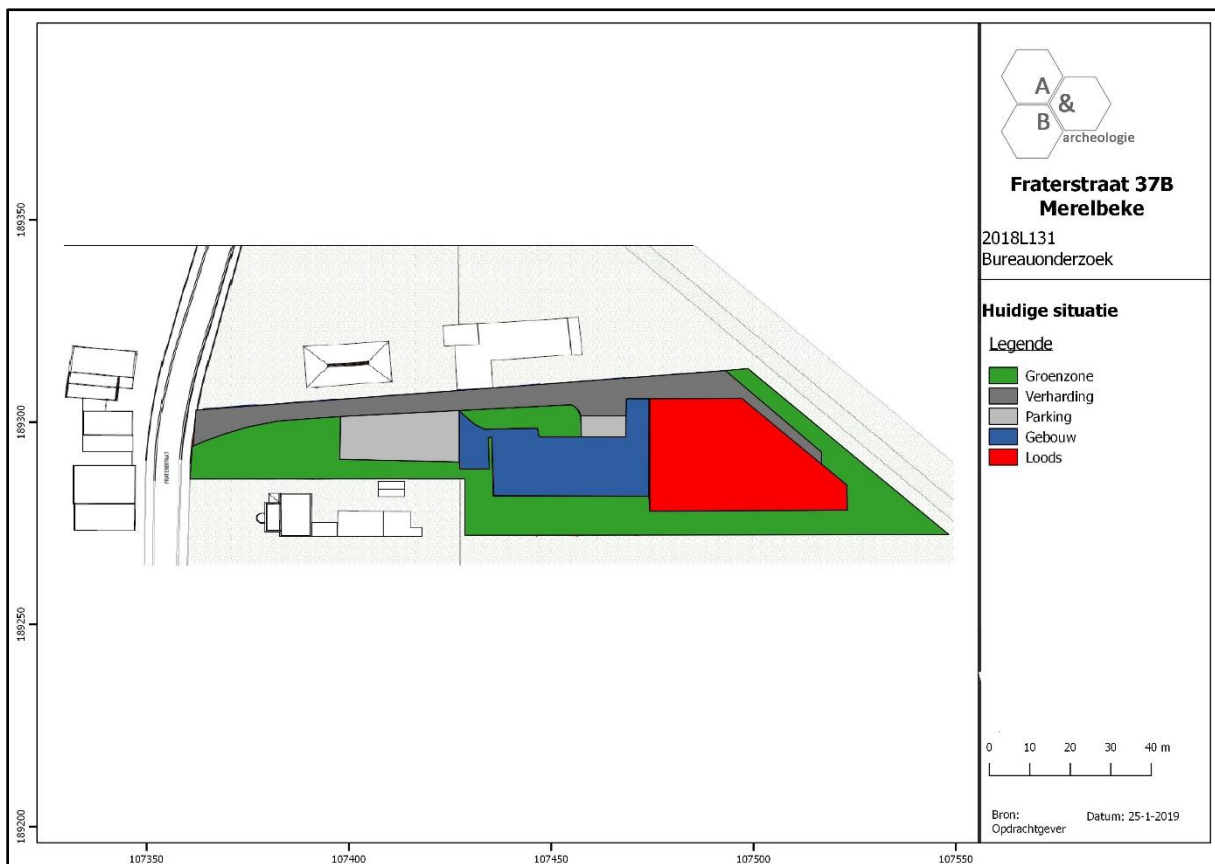 189350
189300
189250
189200
107350
107400
107450
107500
107550
FRATERSTRAAT
A
&
B
archeologie
Fraterstraat 37B
Merelbeke
2018L131
Bureauonderzoek
Huidige situatie
Legende
Groenzone
Verharding
Parking
Gebouw
Loods
0 10 20 30 40 m
Bron: Datum: 25-1-2019
Opdrachtgever